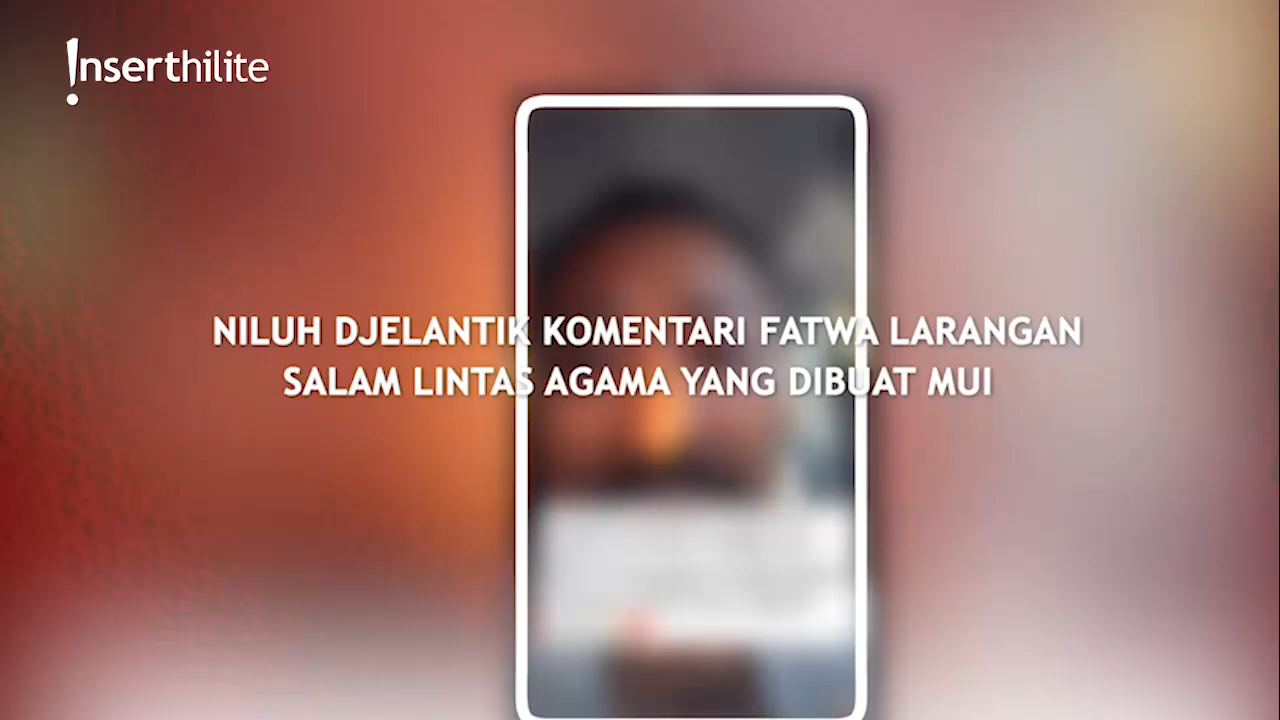 Inserthilite
NILUH DJELANTIK KOMENTARI FATWA LARANGAN
SALAM LINTAS AGAMA YANG DIBUAT MUI